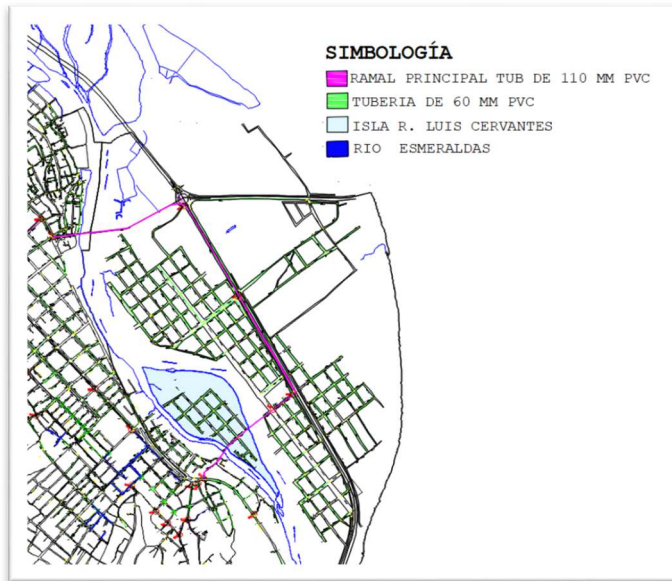 SIMBOLOGÍA
RAMAL PRINCIPAL TUB DE 110 MM PVC
TUBERIA DE 60 MM PVC
ISLA R. LUIS CERVANTES
RIO ESMERALDAS